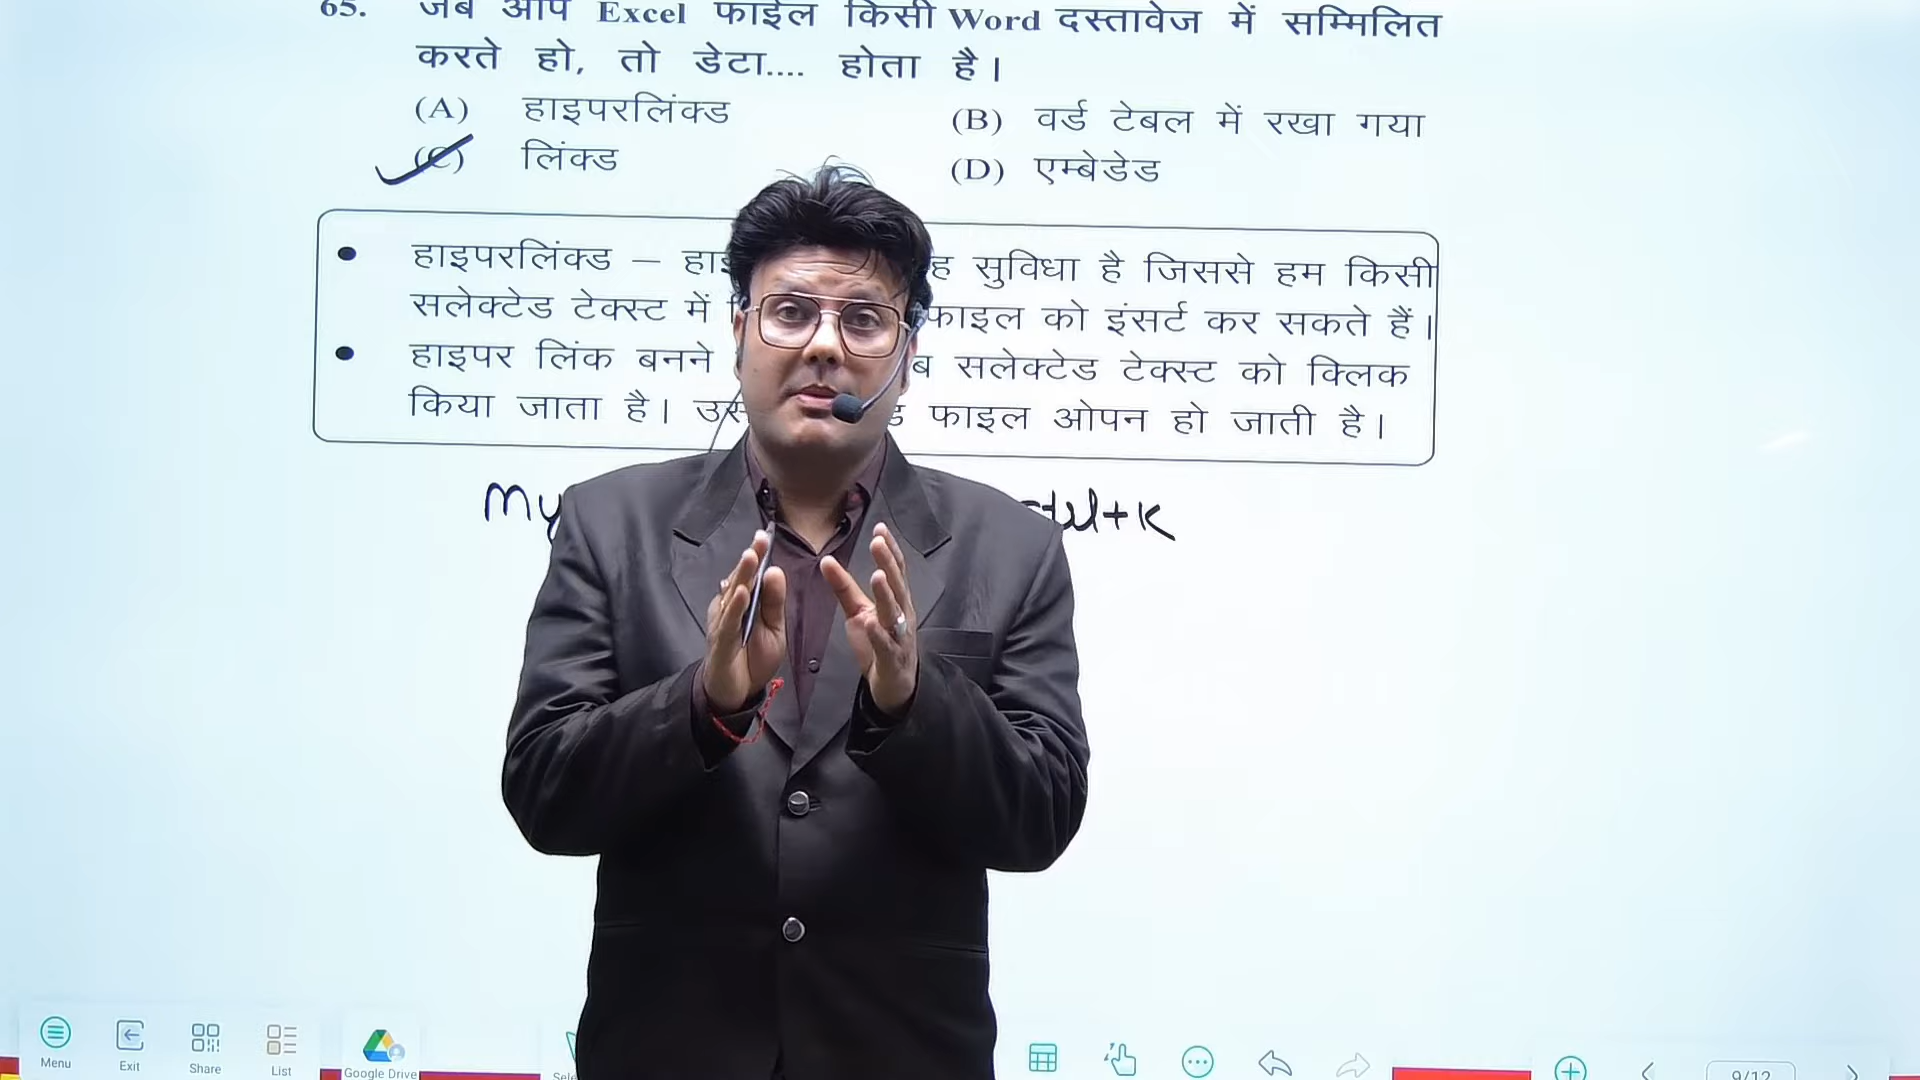 65. जब आप Excel फाईल किसी Word दस्तावेज में सम्मिलित
करते हो, तो डेटा.... होता है।
(A) हाइपरलिंक्ड (B) वर्ड टेबल में रखा गया
(C) लिंक्ड (D) एम्बेडेड
हाइपरलिंक्ड – सुविधा है जिससे हम किसी
सलेक्टेड टेक्स्ट में फाइल को इंसर्ट कर सकते हैं।
हाइपर लिंक बनने सलेक्टेड टेक्स्ट को क्लिक
किया जाता है। फाइल ओपन हो जाती है।
My +K
Menu Exit Share List Google Drive 9/12